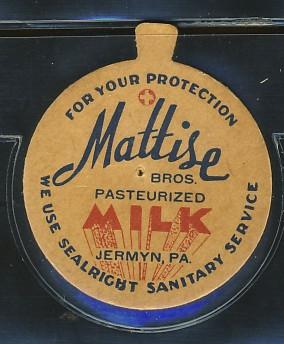 FOR YOUR PROTECTION
Mattise
BROS.
PASTEURIZED
MILK
JERMYN, PA.
WE USE SEALRIGHT SANITARY SERVICE